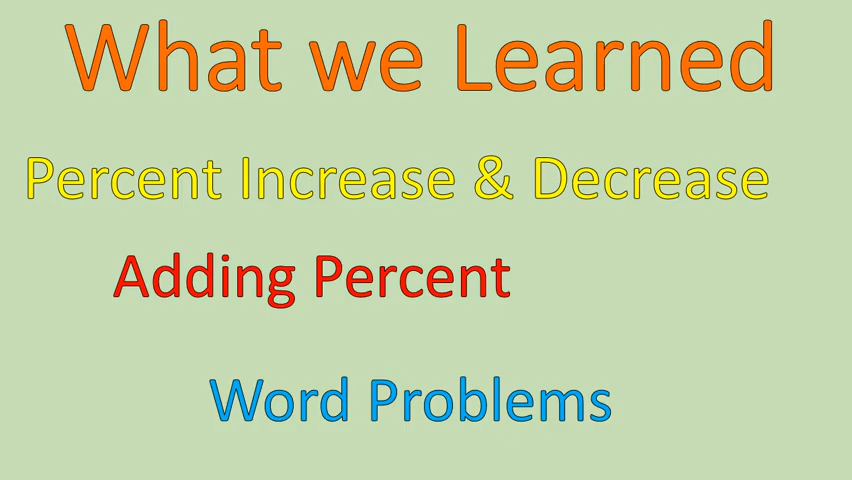 What we Learned
Percent Increase & Decrease
Adding Percent
Word Problems